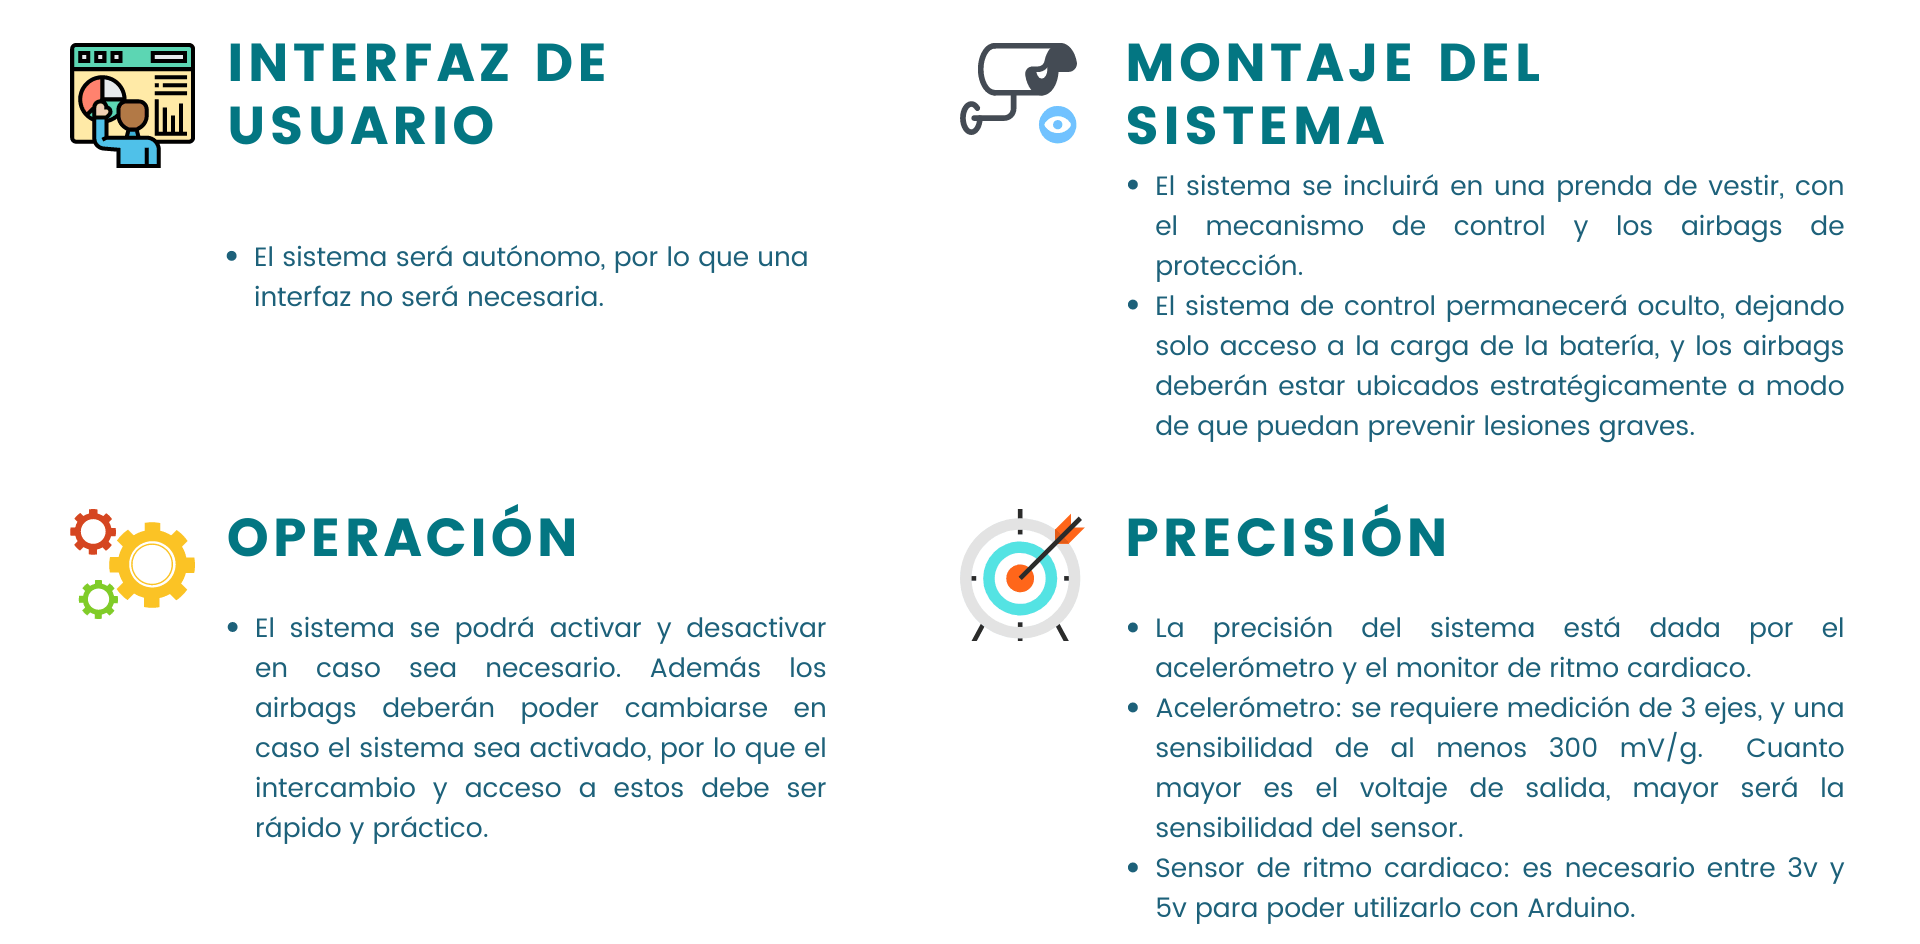 INTERFAZ DE
USUARIO
• El sistema será autónomo, por lo que una
interfaz no será necesaria.
MONTAJE DEL
SISTEMA
• El sistema se incluirá en una prenda de vestir, con
el mecanismo de control y los airbags de
protección.
• El sistema de control permanecerá oculto, dejando
solo acceso a la carga de la batería, y los airbags
deberán estar ubicados estratégicamente a modo
de que puedan prevenir lesiones graves.
OPERACIÓN
• El sistema se podrá activar y desactivar
en caso sea necesario. Además los
airbags deberán poder cambiarse en
caso el sistema sea activado, por lo que el
intercambio y acceso a estos debe ser
rápido y práctico.
PRECISIÓN
• La precisión del sistema está dada por el
acelerómetro y el monitor de ritmo cardiaco.
• Acelerómetro: se requiere medición de 3 ejes, y una
sensibilidad de al menos 300 mV/g. Cuanto
mayor es el voltaje de salida, mayor será la
sensibilidad del sensor.
• Sensor de ritmo cardiaco: es necesario entre 3v y
5v para poder utilizarlo con Arduino.